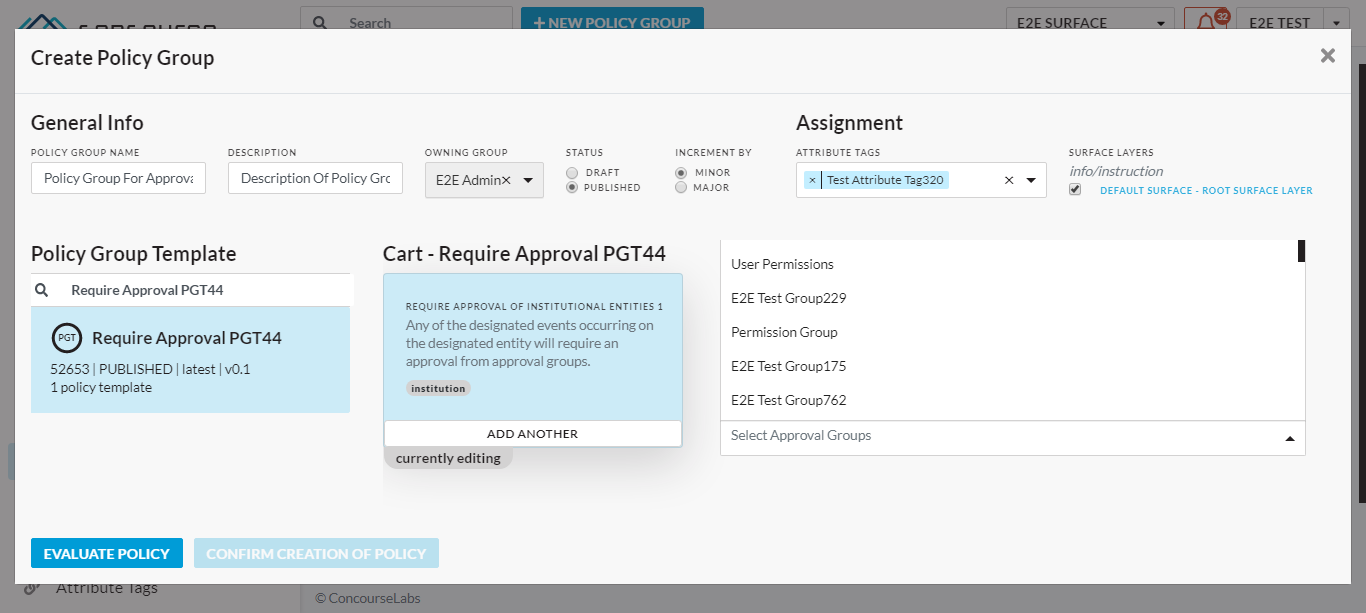 Search
+ NEW POLICY GROUP
E2E SURFACE
32
E2E TEST
Create Policy Group
General Info
Assignment
POLICY GROUP NAME
DESCRIPTION
OWNING GROUP
STATUS
INCREMENT BY
ATTRIBUTE TAGS
SURFACE LAYERS
Policy Group For Approva
Description Of Policy Grc
E2E Admin×
DRAFT
PUBLISHED
MINOR
MAJOR
× Test Attribute Tag320 ×
info/instruction
DEFAULT SURFACE - ROOT SURFACE LAYER
Policy Group Template
Require Approval PGT44
PGT
Require Approval PGT44
52653 | PUBLISHED | latest | v0.1
1 policy template
Cart - Require Approval PGT44
REQUIRE APPROVAL OF INSTITUTIONAL ENTITIES 1
Any of the designated events occurring on
the designated entity will require an
approval from approval groups.
institution
ADD ANOTHER
currently editing
User Permissions
E2E Test Group229
Permission Group
E2E Test Group175
E2E Test Group762
Select Approval Groups
EVALUATE POLICY
CONFIRM CREATION OF POLICY
Attribute Tags
© ConcourseLabs